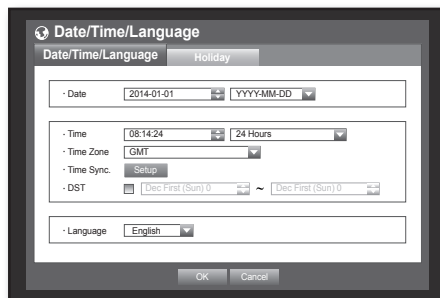 Date/Time/Language
Date/Time/Language Holiday
· Date 2014-01-01 YYYY-MM-DD
· Time 08:14:24 24 Hours
· Time Zone GMT
· Time Sync. Setup
· DST Dec First (Sun) 0 ~ Dec First (Sun) 0
· Language English
OK Cancel